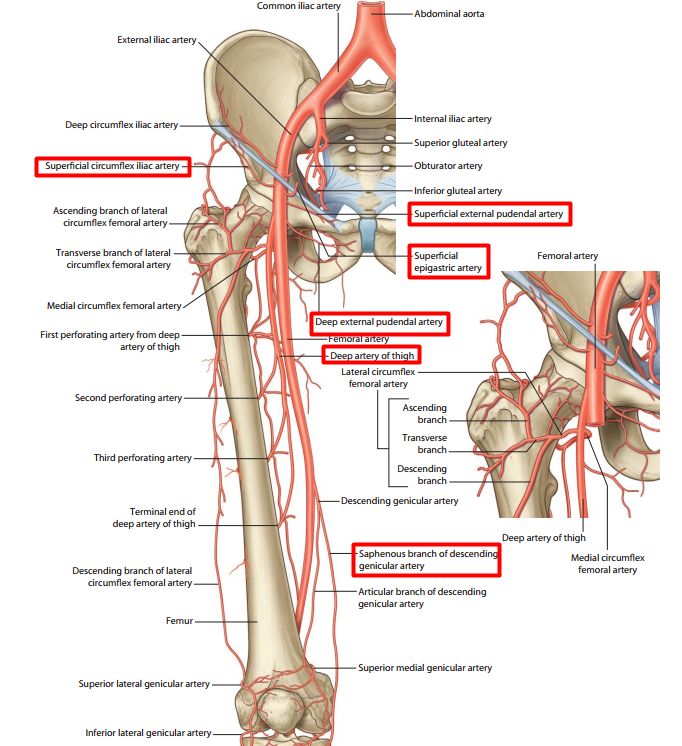 Common iliac artery
Abdominal aorta
External iliac artery
Deep circumflex iliac artery
Internal iliac artery
Superior gluteal artery
Superficial circumflex iliac artery
Obturator artery
Inferior gluteal artery
Ascending branch of lateral
circumflex femoral artery
Superficial external pudendal artery
Transverse branch of lateral
circumflex femoral artery
Superficial
epigastric artery
Femoral artery
Medial circumflex femoral artery
Deep external pudendal artery
First perforating artery from deep
artery of thigh
Femoral artery
Deep artery of thigh
Lateral circumflex
femoral artery
Second perforating artery
Ascending
branch
Transverse
branch
Third perforating artery
Descending
branch
Descending genicular artery
Terminal end of
deep artery of thigh
Deep artery of thigh
Medial circumflex
femoral artery
Saphenous branch of descending
genicular artery
Descending branch of lateral
circumflex femoral artery
Articular branch of descending
genicular artery
Femur
Superior medial genicular artery
Superior lateral genicular artery
Inferior lateral genicular artery